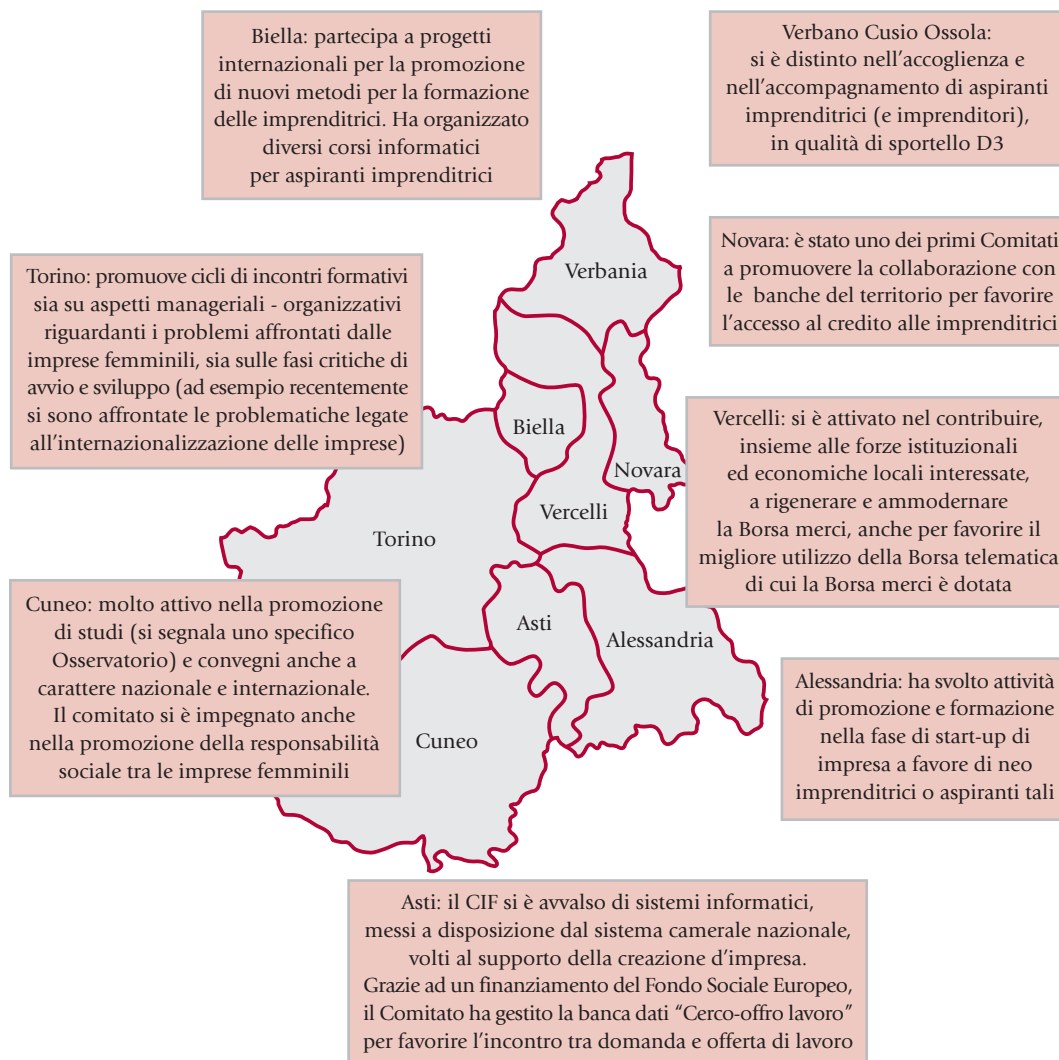 Biella: partecipa a progetti
internazionali per la promozione
di nuovi metodi per la formazione
delle imprenditrici. Ha organizzato
diversi corsi informatici
per aspiranti imprenditrici
Verbano Cusio Ossola:
si è distinto nell’accoglienza e
nell’accompagnamento di aspiranti
imprenditrici (e imprenditori),
in qualità di sportello D3
Torino: promuove cicli di incontri formativi
sia su aspetti manageriali - organizzativi
riguardanti i problemi affrontati dalle
imprese femminili, sia sulle fasi critiche di
avvio e sviluppo (ad esempio recentemente
si sono affrontate le problematiche legate
all’internazionalizzazione delle imprese)
Novara: è stato uno dei primi Comitati
a promuovere la collaborazione con
le banche del territorio per favorire
l’accesso al credito alle imprenditrici
Verbania
Biella
Novara
Vercelli
Torino
Asti
Alessandria
Cuneo
Vercelli: si è attivato nel contribuire,
insieme alle forze istituzionali
ed economiche locali interessate,
a rigenerare e ammodernare
la Borsa merci, anche per favorire il
migliore utilizzo della Borsa telematica
di cui la Borsa merci è dotata
Cuneo: molto attivo nella promozione
di studi (si segnala uno specifico
Osservatorio) e convegni anche a
carattere nazionale e internazionale.
Il comitato si è impegnato anche
nella promozione della responsabilità
sociale tra le imprese femminili
Alessandria: ha svolto attività
di promozione e formazione
nella fase di start-up di
impresa a favore di neo
imprenditrici o aspiranti tali
Asti: il CIF si è avvalso di sistemi informatici,
messi a disposizione dal sistema camerale nazionale,
volti al supporto della creazione d’impresa.
Grazie ad un finanziamento del Fondo Sociale Europeo,
il Comitato ha gestito la banca dati “Cerco-offro lavoro”
per favorire l’incontro tra domanda e offerta di lavoro